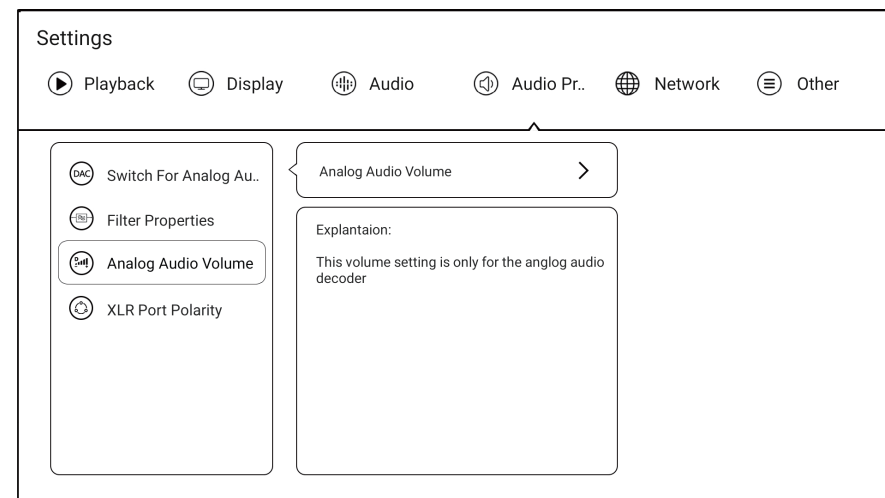 Settings
Playback Display Audio Audio Pr.. Network Other
DAC Switch For Analog Au..
Filter Properties
Analog Audio Volume
XLR Port Polarity
Analog Audio Volume
Explantaion:
This volume setting is only for the anglog audio
decoder